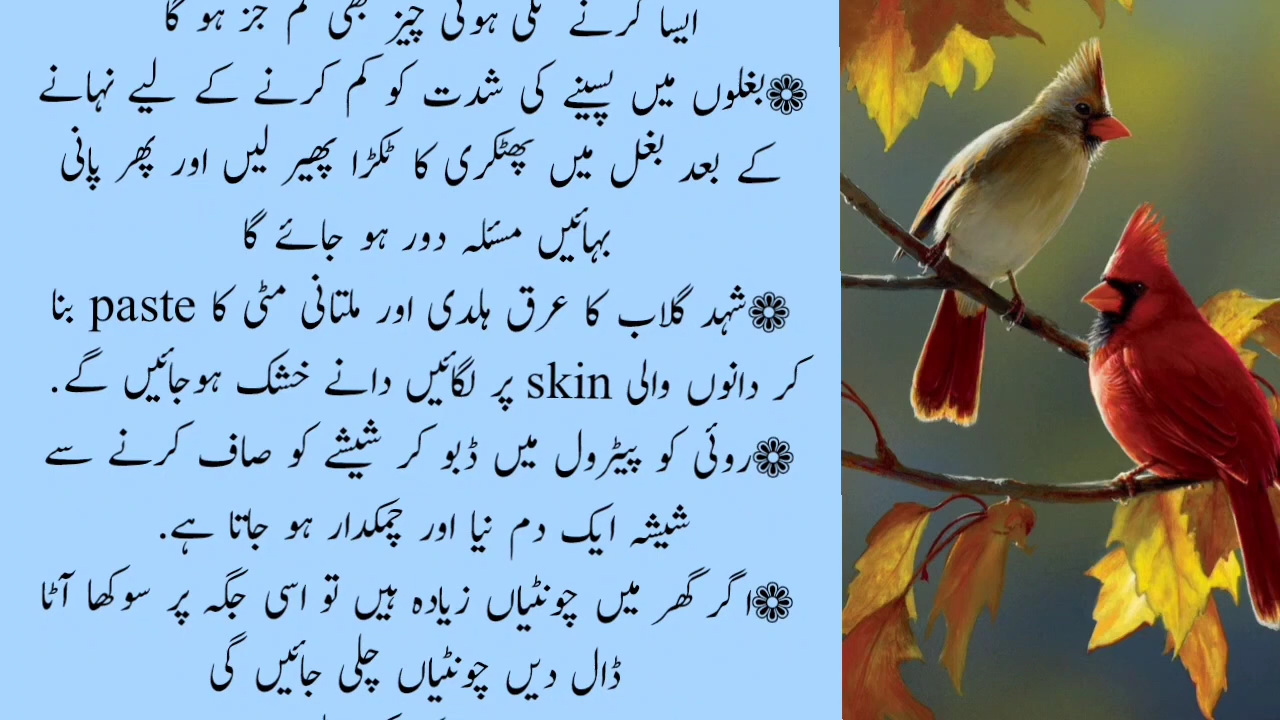 ایسا کرنے تلی ہوئی چیز بھی کم جز ہو گا
❁بغلوں میں پسینے کی شدت کو کم کرنے کے لیے نہانے
کے بعد بغل میں پھٹکری کا ٹکڑا پھیر لیں اور پھر پانی
بہائیں مسئلہ دور ہو جائے گا
❁شہد گلاب کا عرق ہلدی اور ملتانی مٹی کا paste بنا
کر دانوں والی skin پر لگائیں دانے خشک ہوجائیں گے.
❁روئی کو پیٹرول میں ڈبو کر شیشے کو صاف کرنے سے
شیشہ ایک دم نیا اور چمکدار ہو جاتا ہے.
❁اگر گھر میں چونٹیاں زیادہ ہیں تو اسی جگہ پر سوکھا آٹا
ڈال دیں چونٹیاں چلی جائیں گی